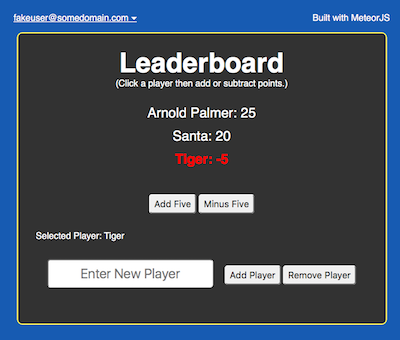 fakeuser@somedomain.com
Built with MeteorJS
Leaderboard
(Click a player then add or subtract points.)
Arnold Palmer: 25
Santa: 20
Tiger: -5
Add Five Minus Five
Selected Player: Tiger
Enter New Player Add Player Remove Player